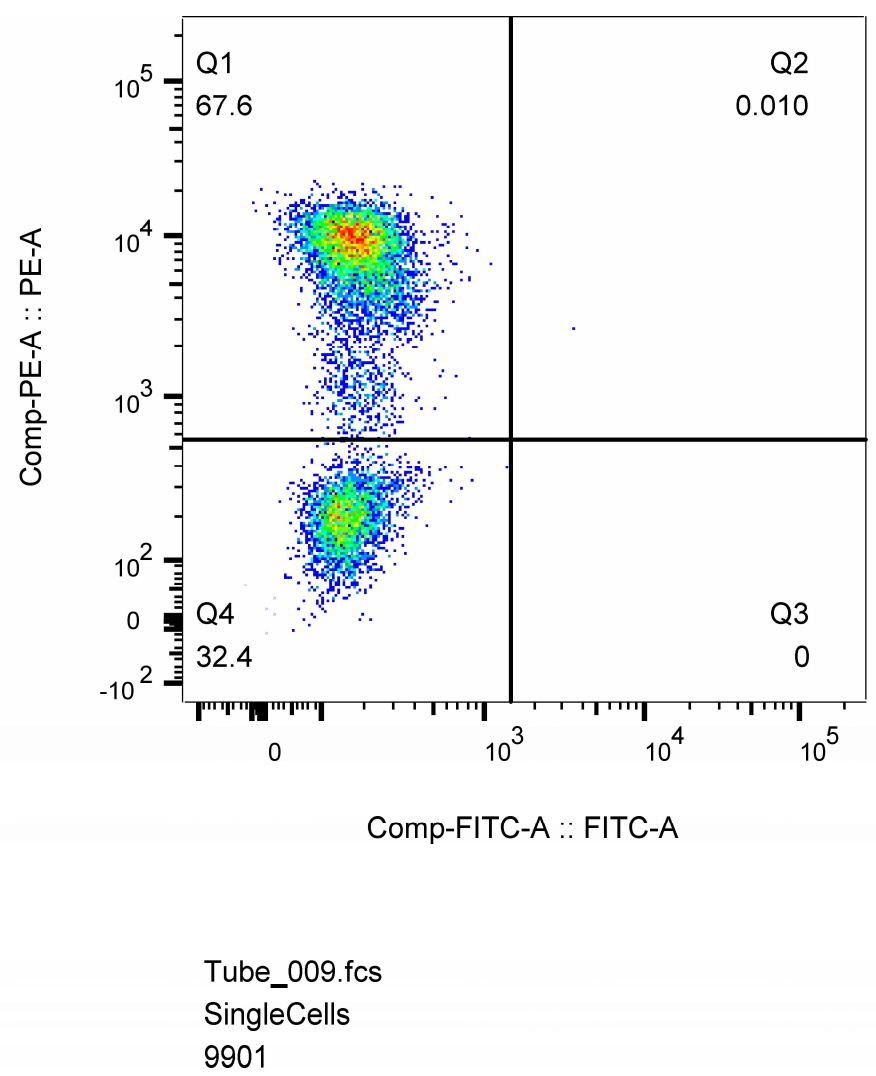 Q1
67.6
Q2
0.010
10^5
10^4
10^3
10^2
0
-10^2
Comp-PE-A :: PE-A
Q4
32.4
Q3
0
0
10^3
10^4
10^5
Comp-FITC-A :: FITC-A
Tube_009.fcs
SingleCells
9901